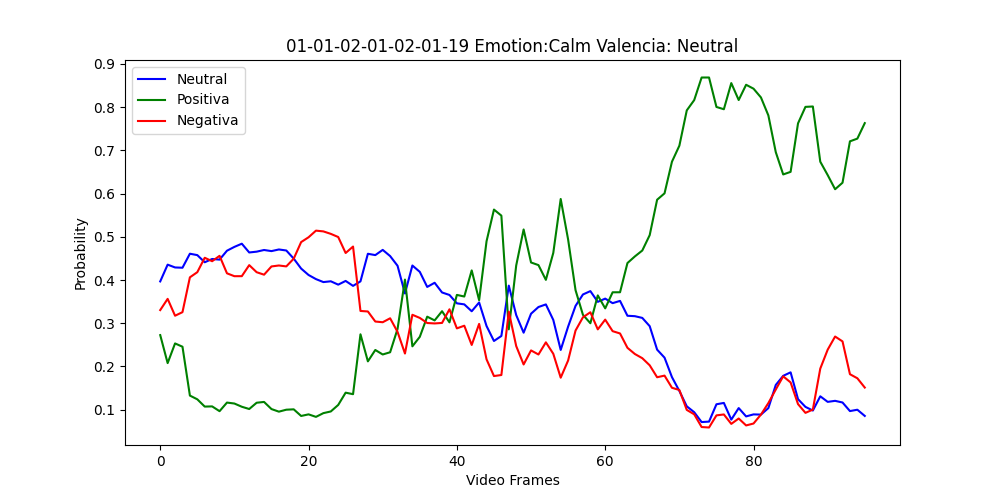 01-01-02-01-02-01-19 Emotion:Calm Valencia: Neutral
Neutral
Positiva
Negativa
0.9
0.8
0.7
0.6
0.5
0.4
0.3
0.2
0.1
Probability
0 20 40 60 80
Video Frames